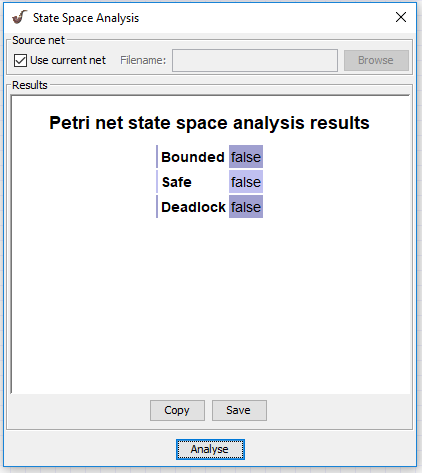 State Space Analysis
Source net
Use current net Filename: Browse
Results
Petri net state space analysis results
Bounded false
Safe false
Deadlock false
Copy Save
Analyse